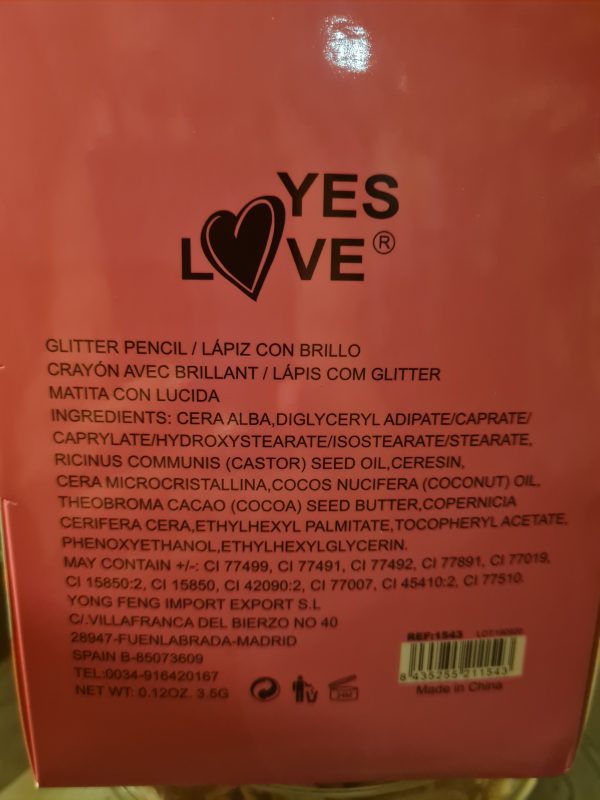 YES
LOVE®
GLITTER PENCIL / LÁPIZ CON BRILLO
CRAYÓN AVEC BRILLANT / LÁPIS COM GLITTER
MATITA CON LUCIDA
INGREDIENTS: CERA ALBA,DIGLYCERYL ADIPATE/CAPRATE/
CAPRYLATE/HYDROXYSTEARATE/ISOSTEARATE/STEARATE,
RICINUS COMMUNIS (CASTOR) SEED OIL,CERESIN,
CERA MICROCRISTALLINA,COCOS NUCIFERA (COCONUT) OIL.
THEOBROMA CACAO (COCOA) SEED BUTTER,COPERNICIA
CERIFERA CERA,ETHYLHEXYL PALMITATE,TOCOPHERYL ACETATE,
PHENOXYETHANOL,ETHYLHEXYLGLYCERIN.
MAY CONTAIN +/-: CI 77499, CI 77491, CI 77492, CI 77891, CI 77019,
CI 15850:2, CI 15850, CI 42090:2, CI 77007, CI 45410:2, CI 77510.
YONG FENG IMPORT EXPORT S.L
C/.VILLAFRANCA DEL BIERZO NO 40
28947-FUENLABRADA-MADRID
SPAIN B-85073609
TEL:0034-916420167
NET WT: 0.12OZ. 3.5G
24M
REF:1543
8 435255 211543
Made in China